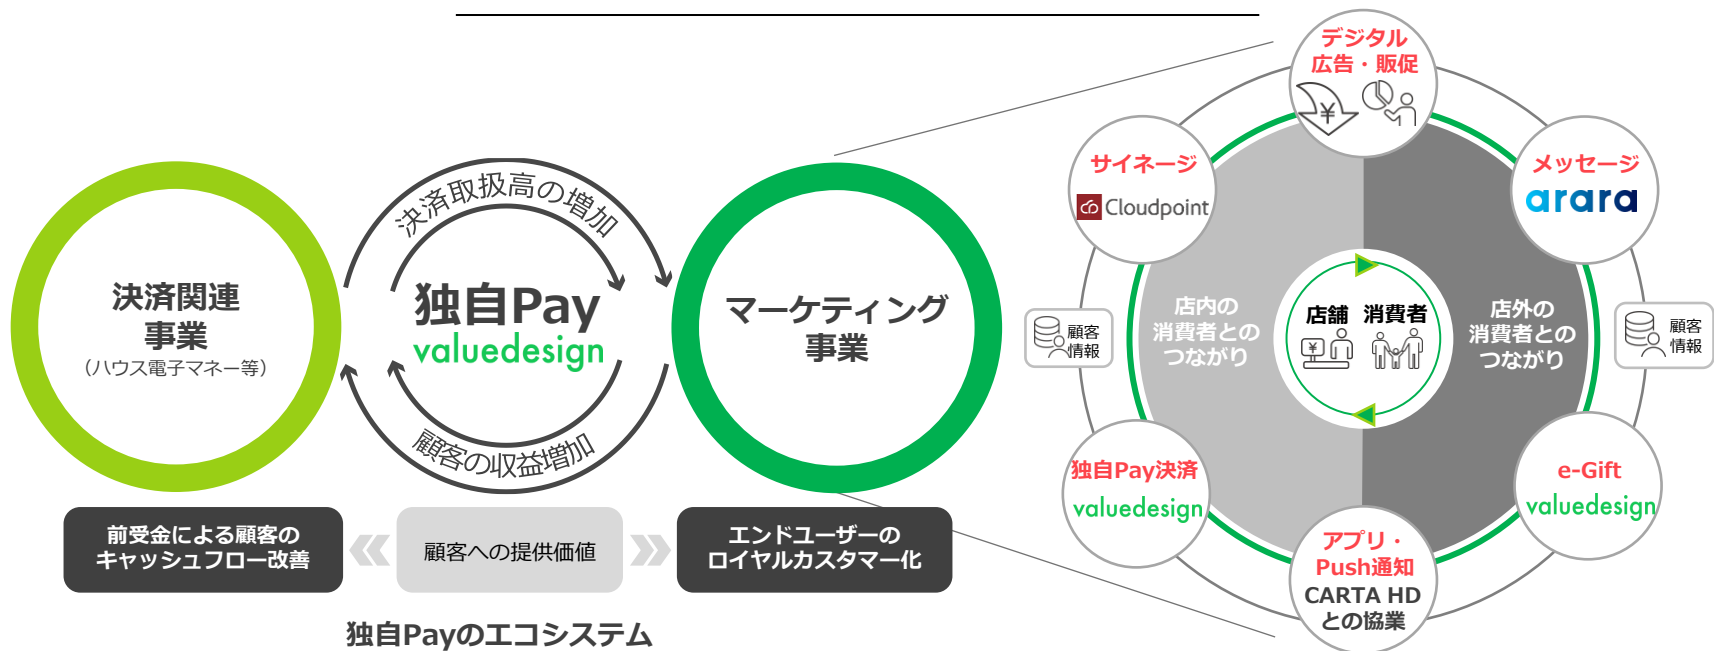 決済関連
事業
（ハウス電子マネー等）
決済取扱高の増加
独自Pay
valuedesign
顧客の収益増加
マーケティング
事業
前受金による顧客の
キャッシュフロー改善
顧客への提供価値
エンドユーザーの
ロイヤルカスタマー化
独自Payのエコシステム
デジタル
広告・販促
¥
サイネージ
Cloudpoint
メッセージ
arara
顧客
情報
店内の
消費者との
つながり
店舗
消費者
¥
店外の
消費者との
つながり
顧客
情報
独自Pay決済
valuedesign
e-Gift
valuedesign
アプリ・
Push通知
CARTA HD
との協業